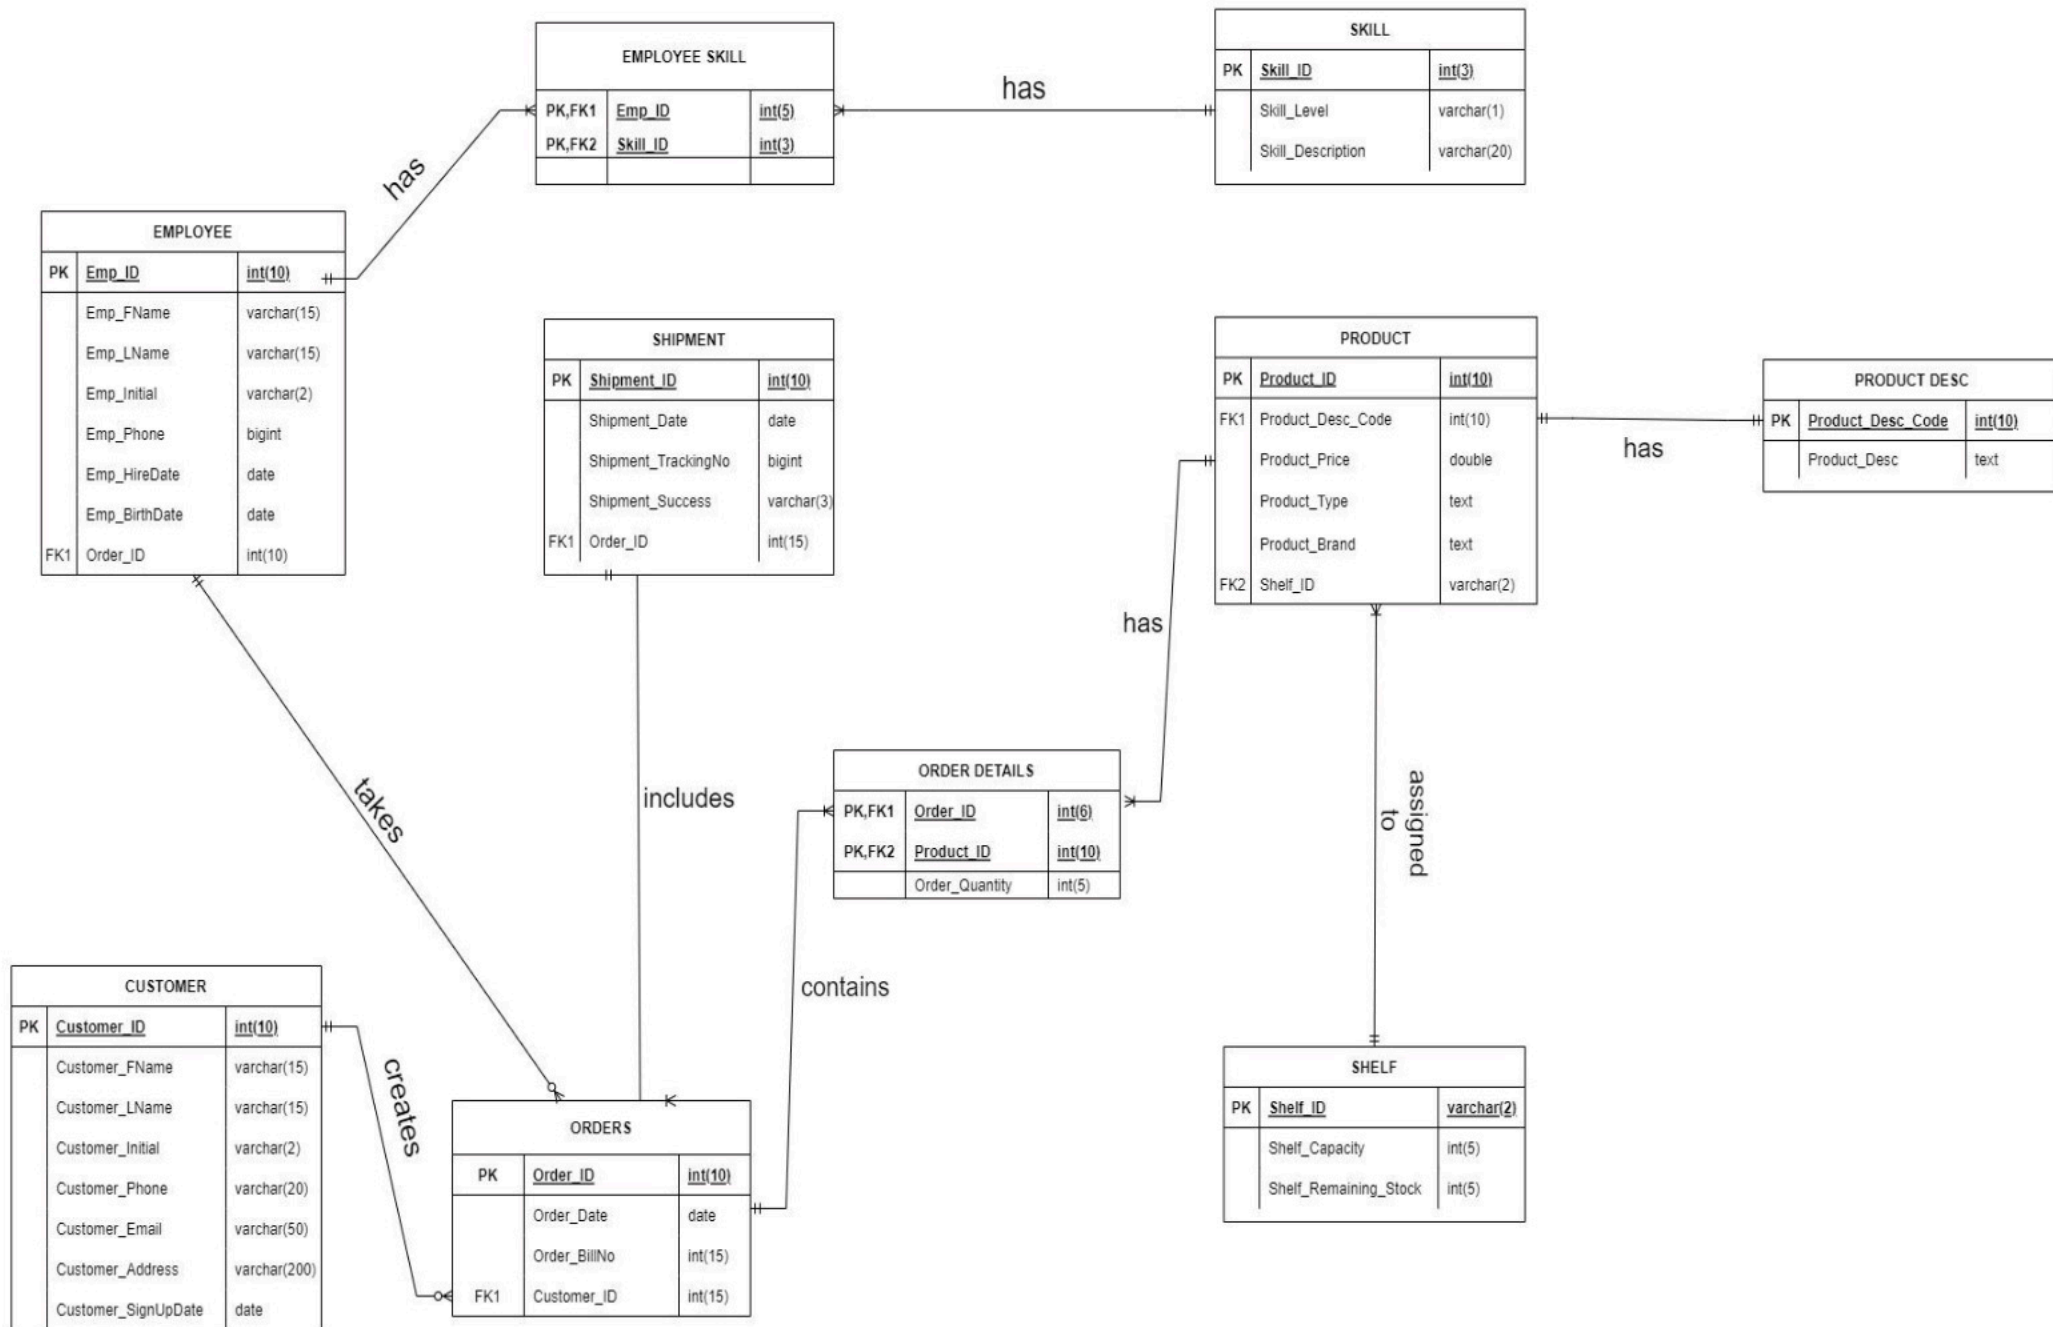 EMPLOYEE SKILL
PK,FK1 Emp_ID int(5)
PK,FK2 Skill_ID int(3)
has
SKILL
PK Skill_ID int(3)
Skill_Level varchar(1)
Skill_Description varchar(20)
has
EMPLOYEE
PK Emp_ID int(10)
Emp_FName varchar(15)
Emp_LName varchar(15)
Emp_Initial varchar(2)
Emp_Phone bigint
Emp_HireDate date
Emp_BirthDate date
FK1 Order_ID int(10)
SHIPMENT
PK Shipment_ID int(10)
Shipment_Date date
Shipment_TrackingNo bigint
Shipment_Success varchar(3)
FK1 Order_ID int(15)
PRODUCT
PK Product_ID int(10)
FK1 Product_Desc_Code int(10)
Product_Price double
Product_Type text
Product_Brand text
FK2 Shelf_ID varchar(2)
has
PRODUCT DESC
PK Product_Desc_Code int(10)
Product_Desc text
has
takes
includes
ORDER DETAILS
PK,FK1 Order_ID int(6)
PK,FK2 Product_ID int(10)
Order_Quantity int(5)
assigned
to
contains
CUSTOMER
PK Customer_ID int(10)
Customer_FName varchar(15)
Customer_LName varchar(15)
Customer_Initial varchar(2)
Customer_Phone varchar(20)
Customer_Email varchar(50)
Customer_Address varchar(200)
Customer_SignUpDate date
creates
ORDERS
PK Order_ID int(10)
Order_Date date
Order_BillNo int(15)
FK1 Customer_ID int(15)
SHELF
PK Shelf_ID varchar(2)
Shelf_Capacity int(5)
Shelf_Remaining_Stock int(5)